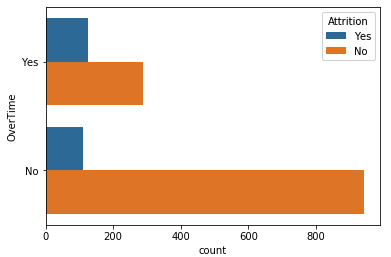 Attrition
Yes
No
OverTime
Yes
No
0
200
400
600
800
count